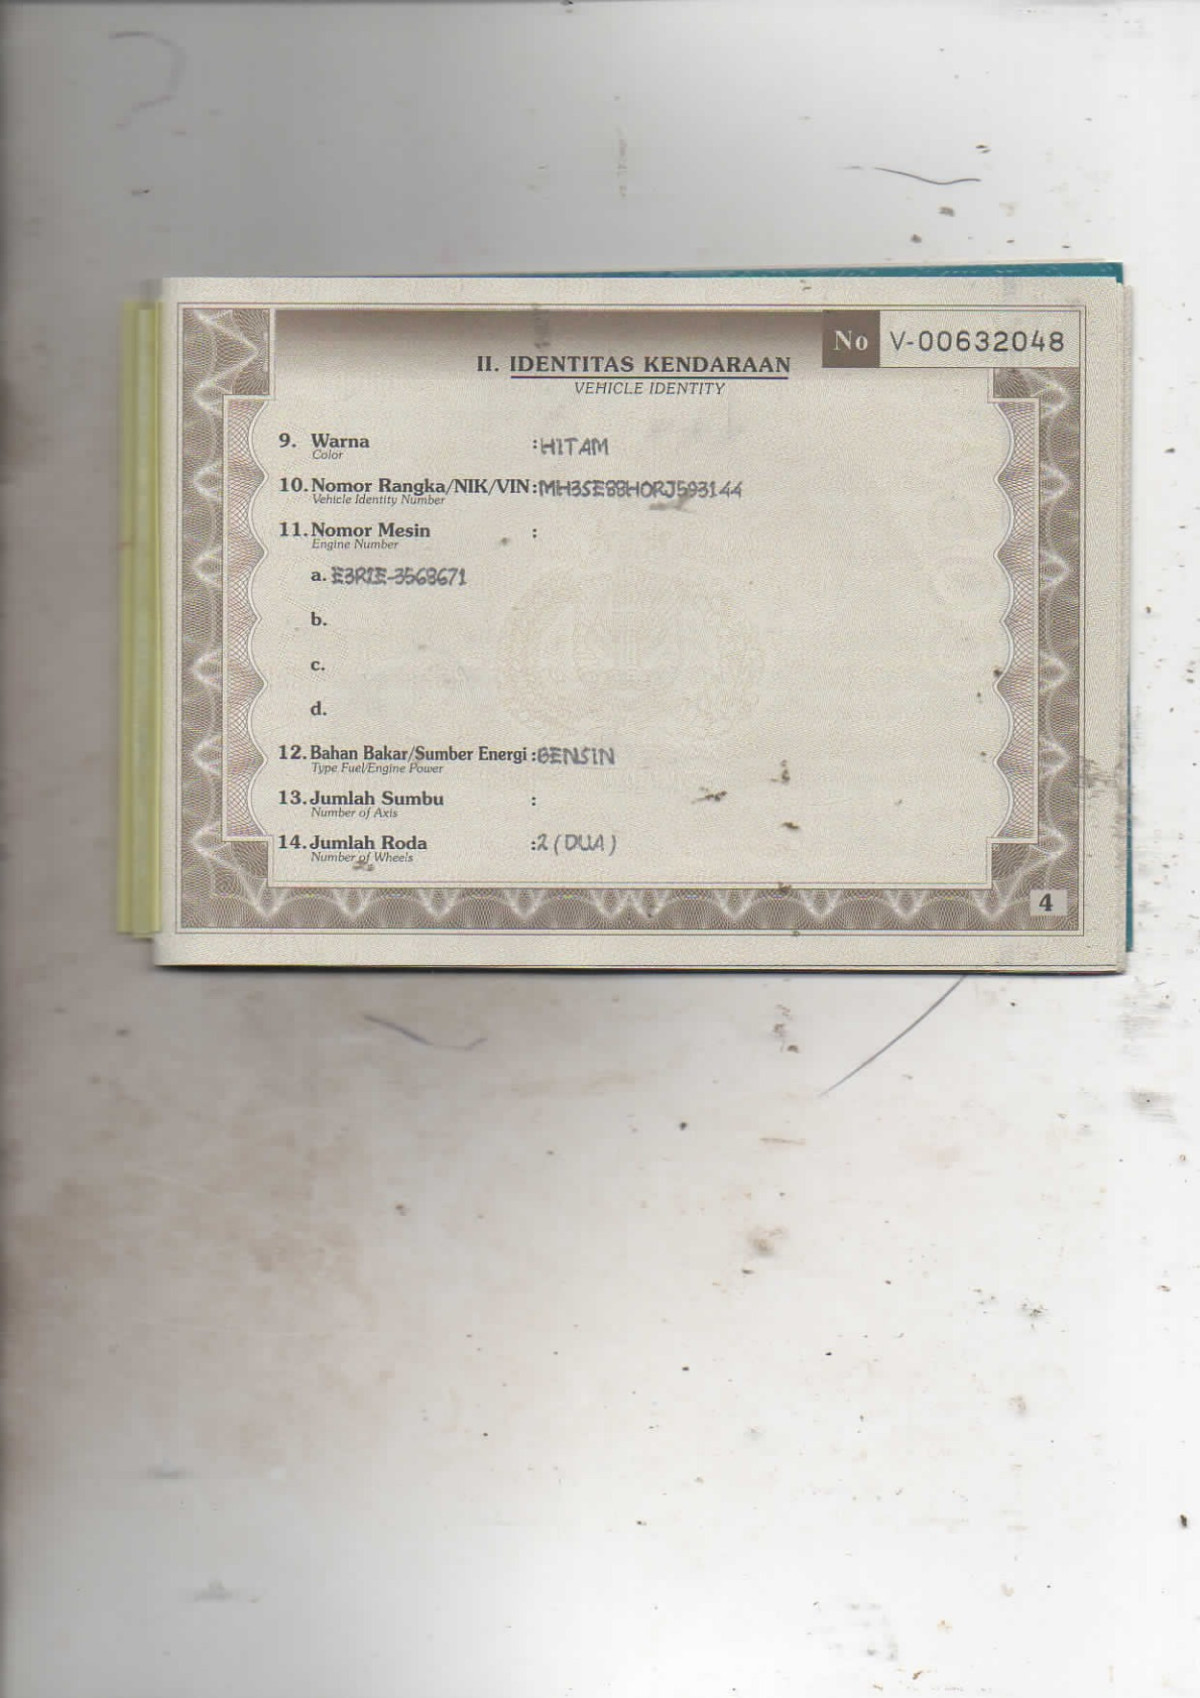 No V-00632048
II. IDENTITAS KENDARAAN
VEHICLE IDENTITY
9. Warna : HITAM
Color
10. Nomor Rangka/NIK/VIN : MH3SE88H0RJ593144
Vehicle Identity Number
11. Nomor Mesin :
Engine Number
a. E3R2E-3568671
b.
c.
d.
12. Bahan Bakar/Sumber Energi : BENSIN
Type Fuel/Engine Power
13. Jumlah Sumbu :
Number of Axis
14. Jumlah Roda : 2 (DUA)
Number of Wheels
4